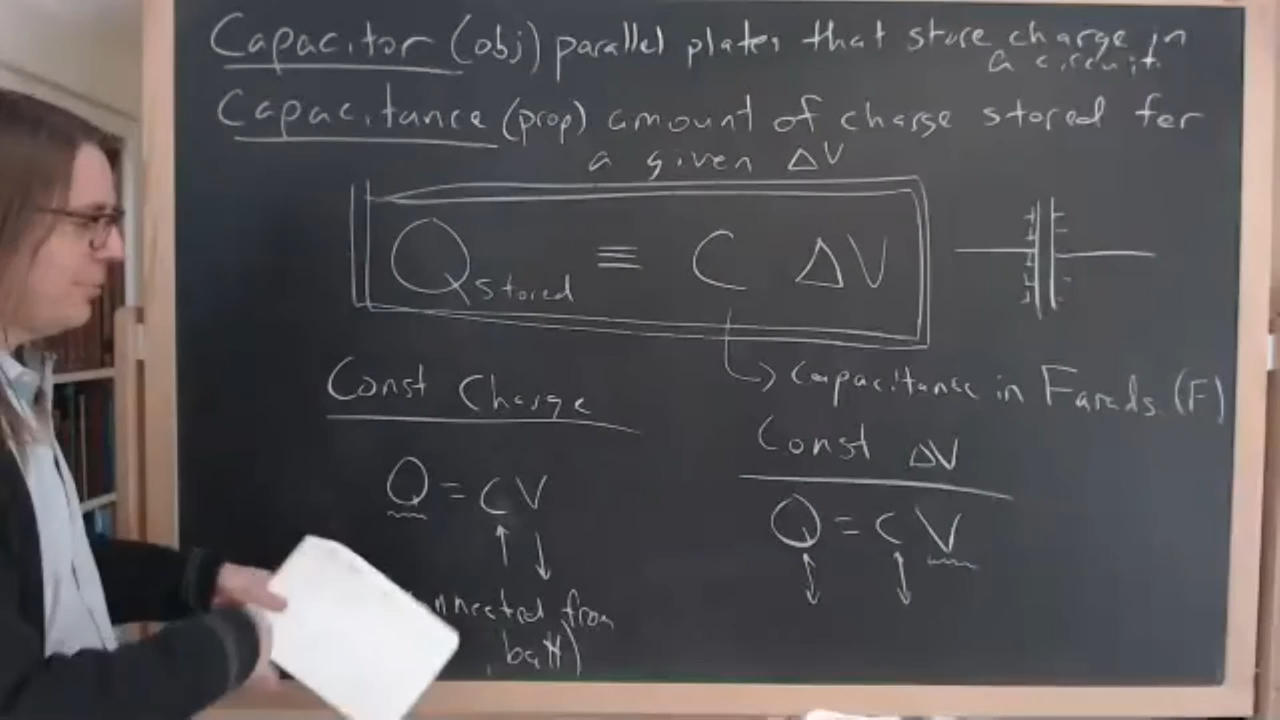 Capacitor (obj) parallel plates that store charge in
a circuit.
Capacitance (prop) amount of charge stored for
a given ΔV
Q stored ≡ C ΔV
↳ Capacitance in Farads (F)
Const Charge
Q = C V
↑ ↓
from
batt)
Const ΔV
Q = C V
↕ ↕